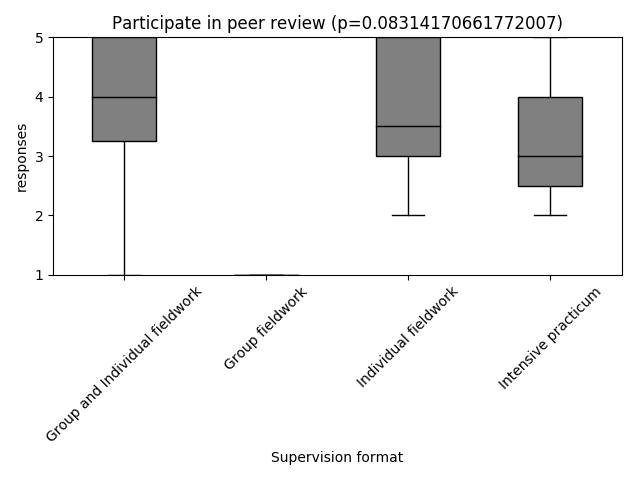 Participate in peer review (p=0.08314170661772007)
5
4
3
2
1
responses
Group and Individual fieldwork
Group fieldwork
Individual fieldwork
Intensive practicum
Supervision format